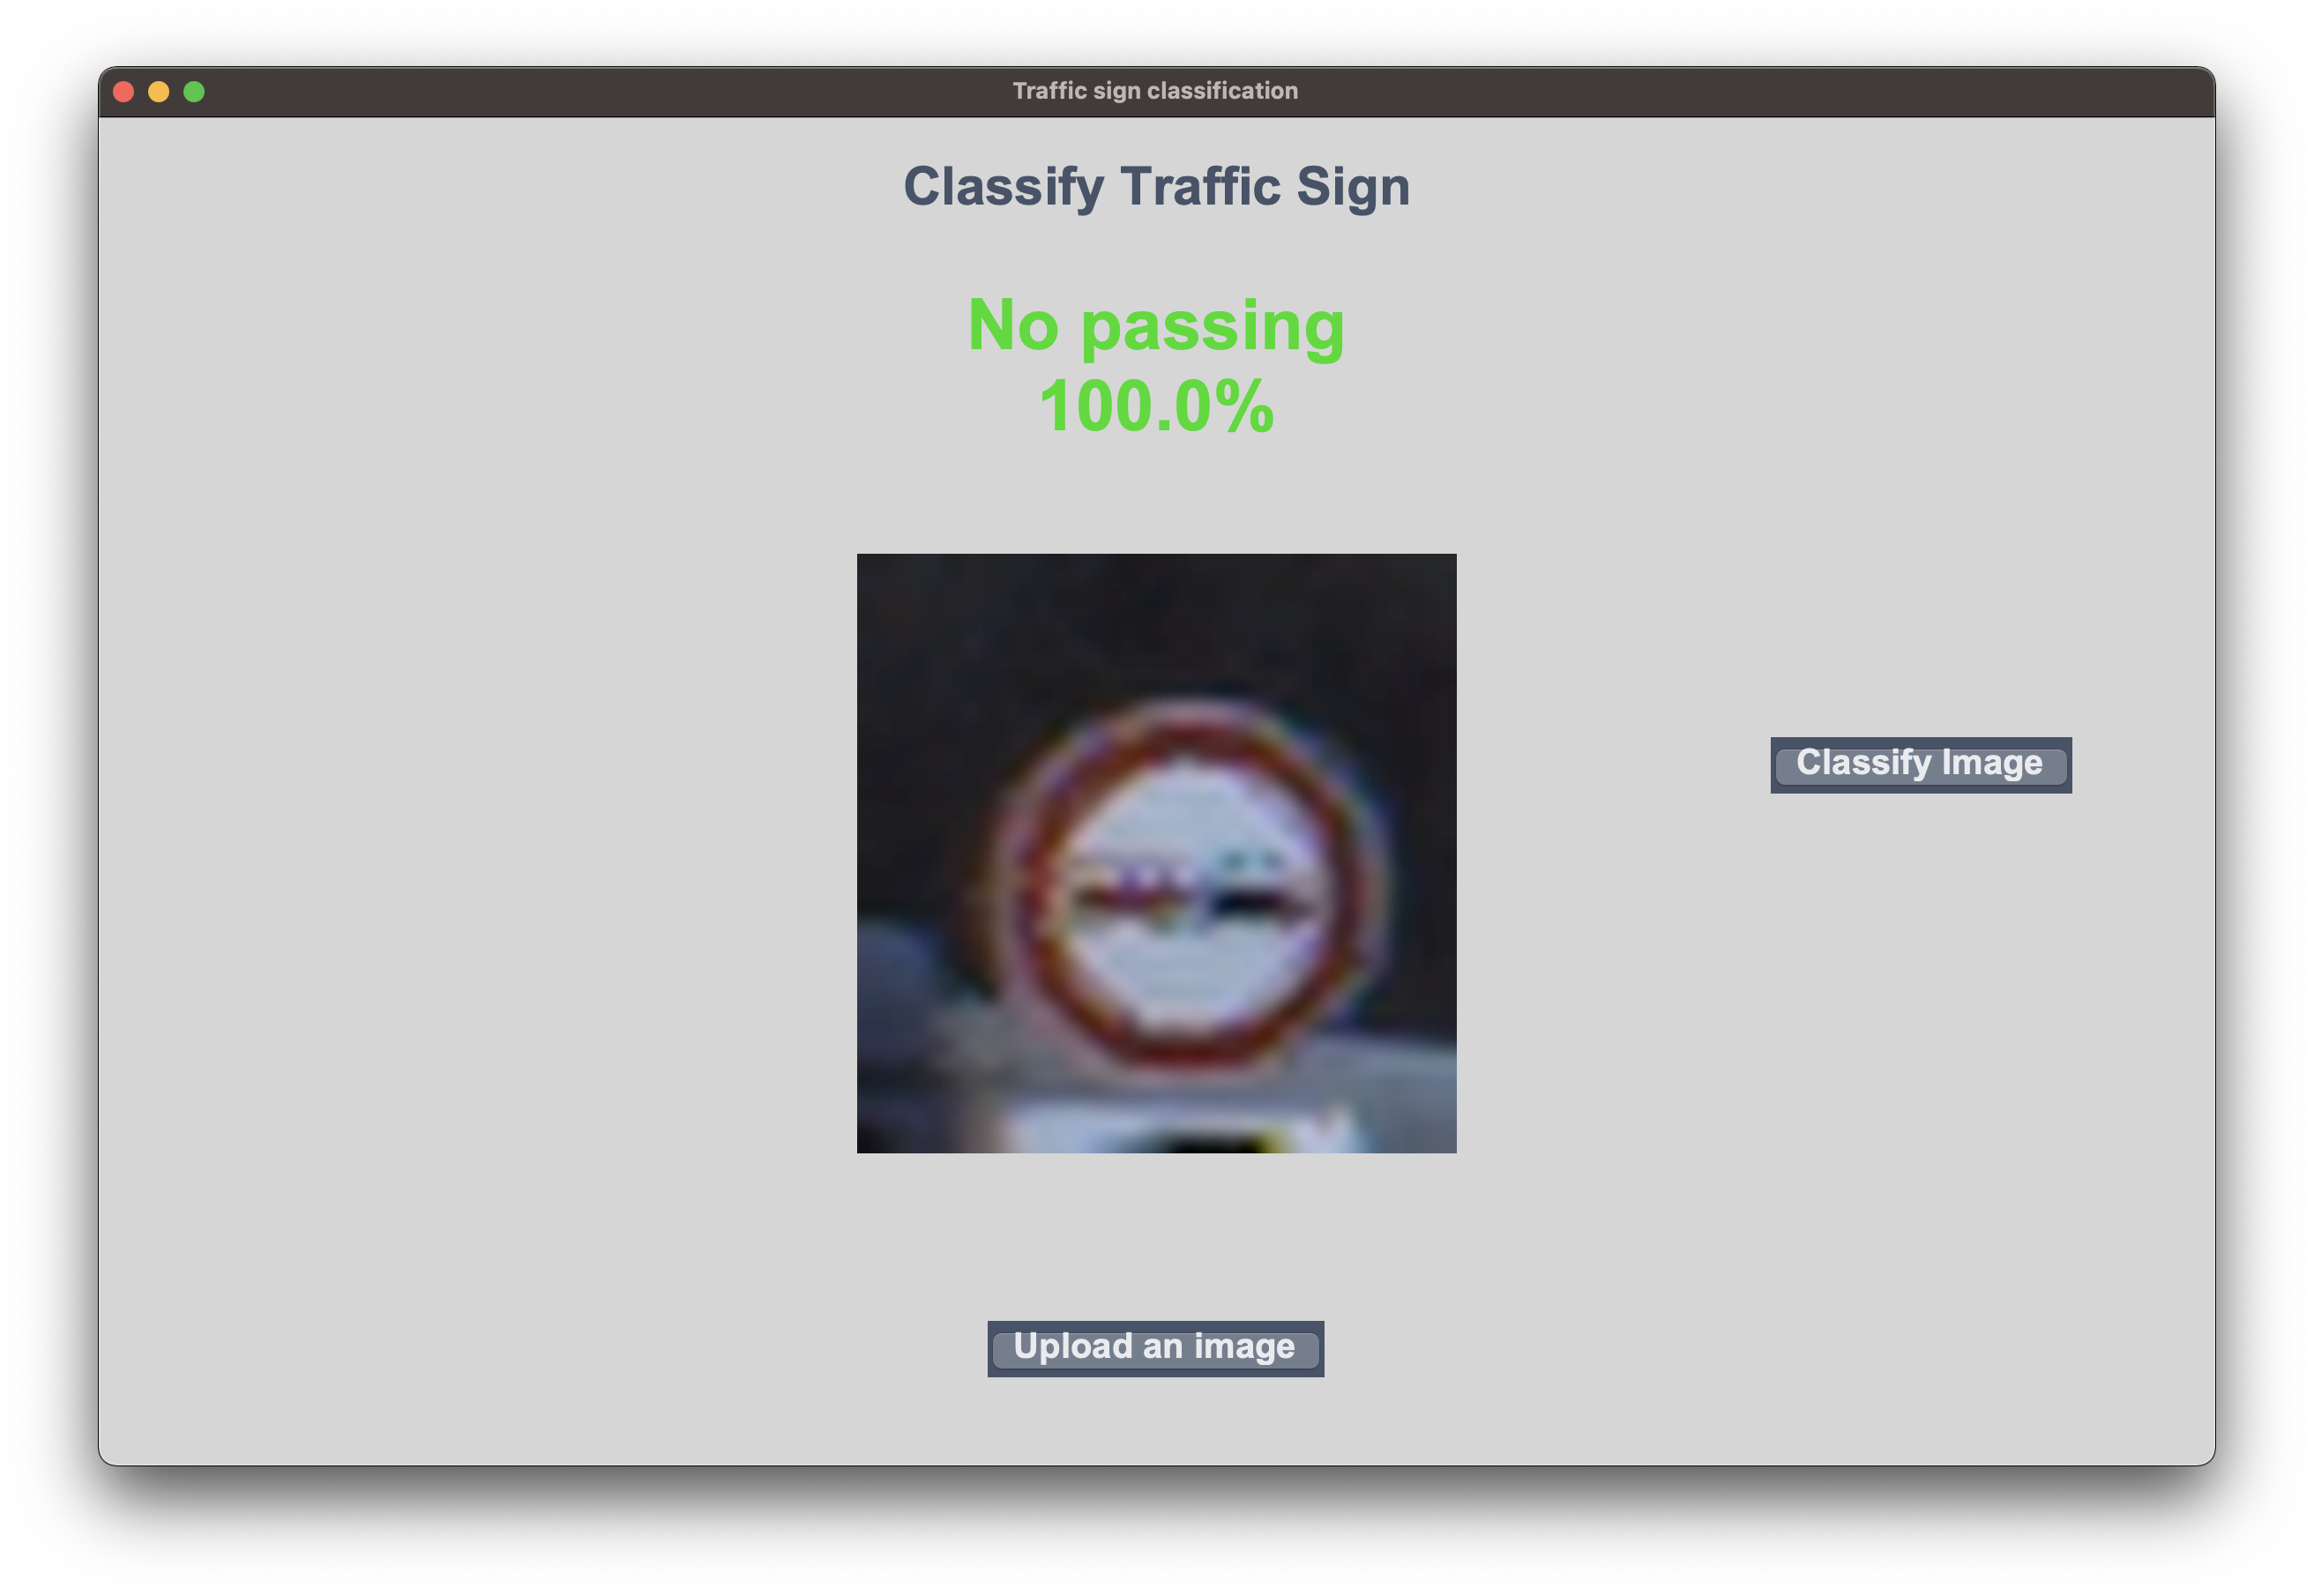 Traffic sign classification
Classify Traffic Sign
No passing
100.0%
Classify Image
Upload an image